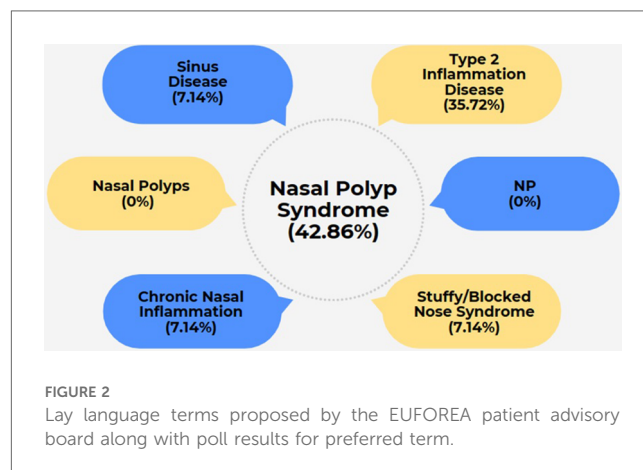 Sinus
Disease
(7.14%)
Type 2
Inflammation
Disease
(35.72%)
Nasal Polyps
(0%)
Nasal Polyp
Syndrome
(42.86%)
NP
(0%)
Chronic Nasal
Inflammation
(7.14%)
Stuffy/Blocked
Nose Syndrome
(7.14%)
FIGURE 2
Lay language terms proposed by the EUFOREA patient advisory
board along with poll results for preferred term.